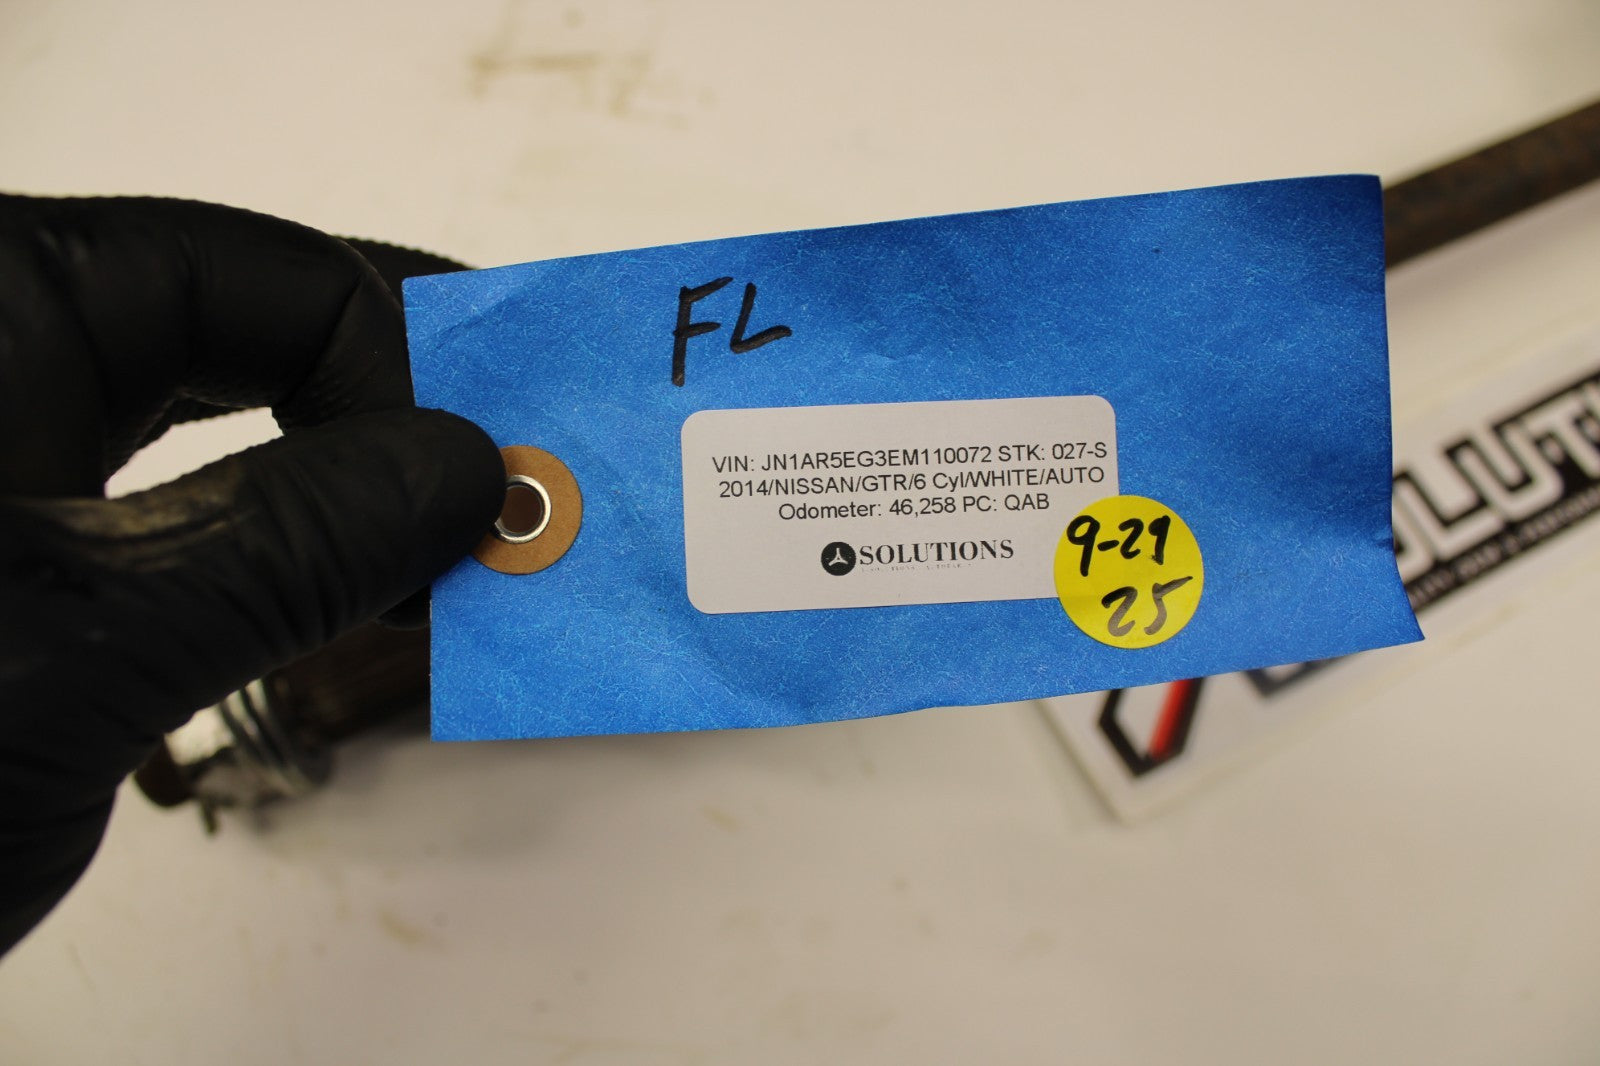 FL
VIN: JN1AR5EG3EM110072 STK: 027-S
2014/NISSAN/GTR/6 Cyl/WHITE/AUTO
Odometer: 46,258 PC: QAB
SOLUTIONS
9-29
25
OLUT